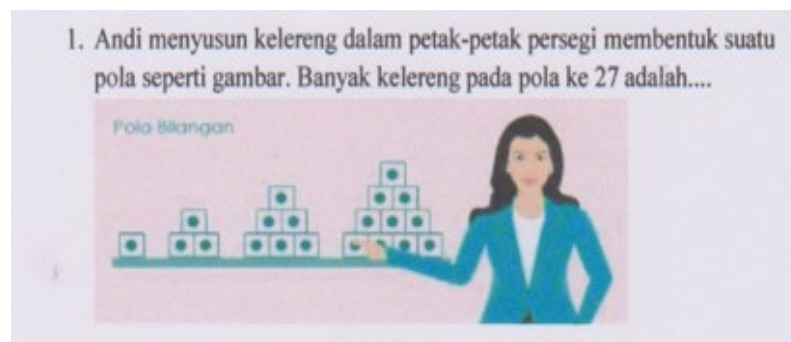 1. Andi menyusun kelereng dalam petak-petak persegi membentuk suatu
pola seperti gambar. Banyak kelereng pada pola ke 27 adalah....
Pola Bilangan